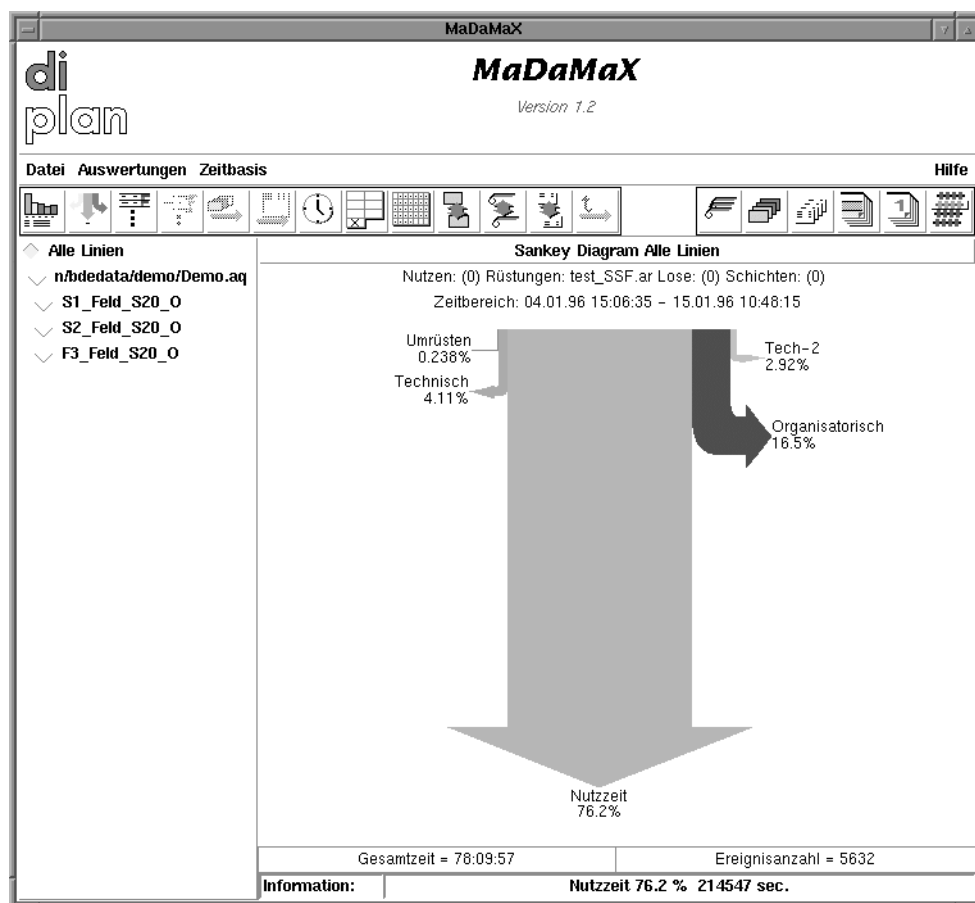 MaDaMaX
di
plan
MaDaMaX
Version 1.2
Datei Auswertungen Zeitbasis Hilfe
Alle Linien
n/bdedata/demo/Demo.aq
S1_Feld_S20_O
S2_Feld_S20_O
F3_Feld_S20_O
Sankey Diagram Alle Linien
Nutzen: (0) Rüstungen: test_SSF.ar Lose: (0) Schichten: (0)
Zeitbereich: 04.01.96 15:06:35 - 15.01.96 10:48:15
Umrüsten
0.238%
Technisch
4.11%
Tech-2
2.92%
Organisatorisch
16.5%
Nutzzeit
76.2%
Gesamtzeit = 78:09:57
Ereignisanzahl = 5632
Information:
Nutzzeit 76.2 % 214547 sec.